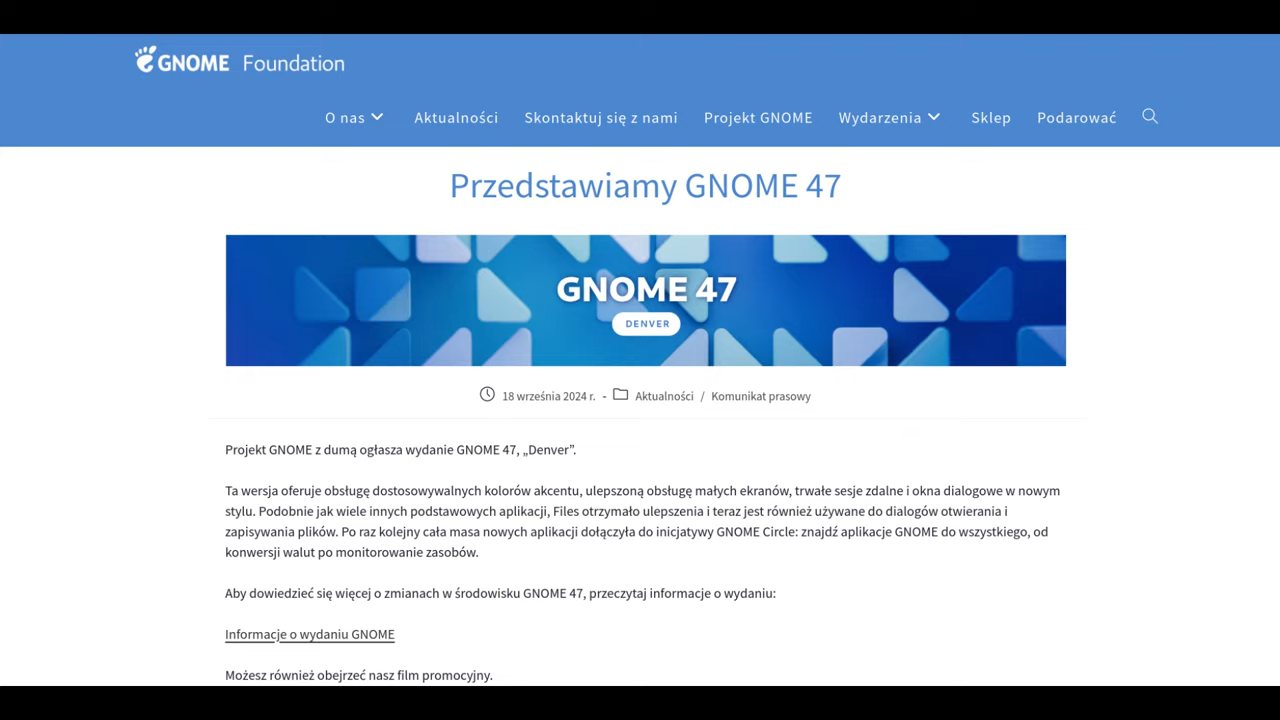 GNOME Foundation
O nas Aktualności Skontaktuj się z nami Projekt GNOME Wydarzenia Sklep Podarować
Przedstawiamy GNOME 47
GNOME 47
DENVER
18 września 2024 r. - Aktualności / Komunikat prasowy
Projekt GNOME z dumą ogłasza wydanie GNOME 47, „Denver”.
Ta wersja oferuje obsługę dostosowywalnych kolorów akcentu, ulepszoną obsługę małych ekranów, trwałe sesje zdalne i okna dialogowe w nowym
stylu. Podobnie jak wiele innych podstawowych aplikacji, Files otrzymało ulepszenia i teraz jest również używane do dialogów otwierania i
zapisywania plików. Po raz kolejny cała masa nowych aplikacji dołączyła do inicjatywy GNOME Circle: znajdź aplikacje GNOME do wszystkiego, od
konwersji walut po monitorowanie zasobów.
Aby dowiedzieć się więcej o zmianach w środowisku GNOME 47, przeczytaj informacje o wydaniu:
Informacje o wydaniu GNOME
Możesz również obejrzeć nasz film promocyjny.